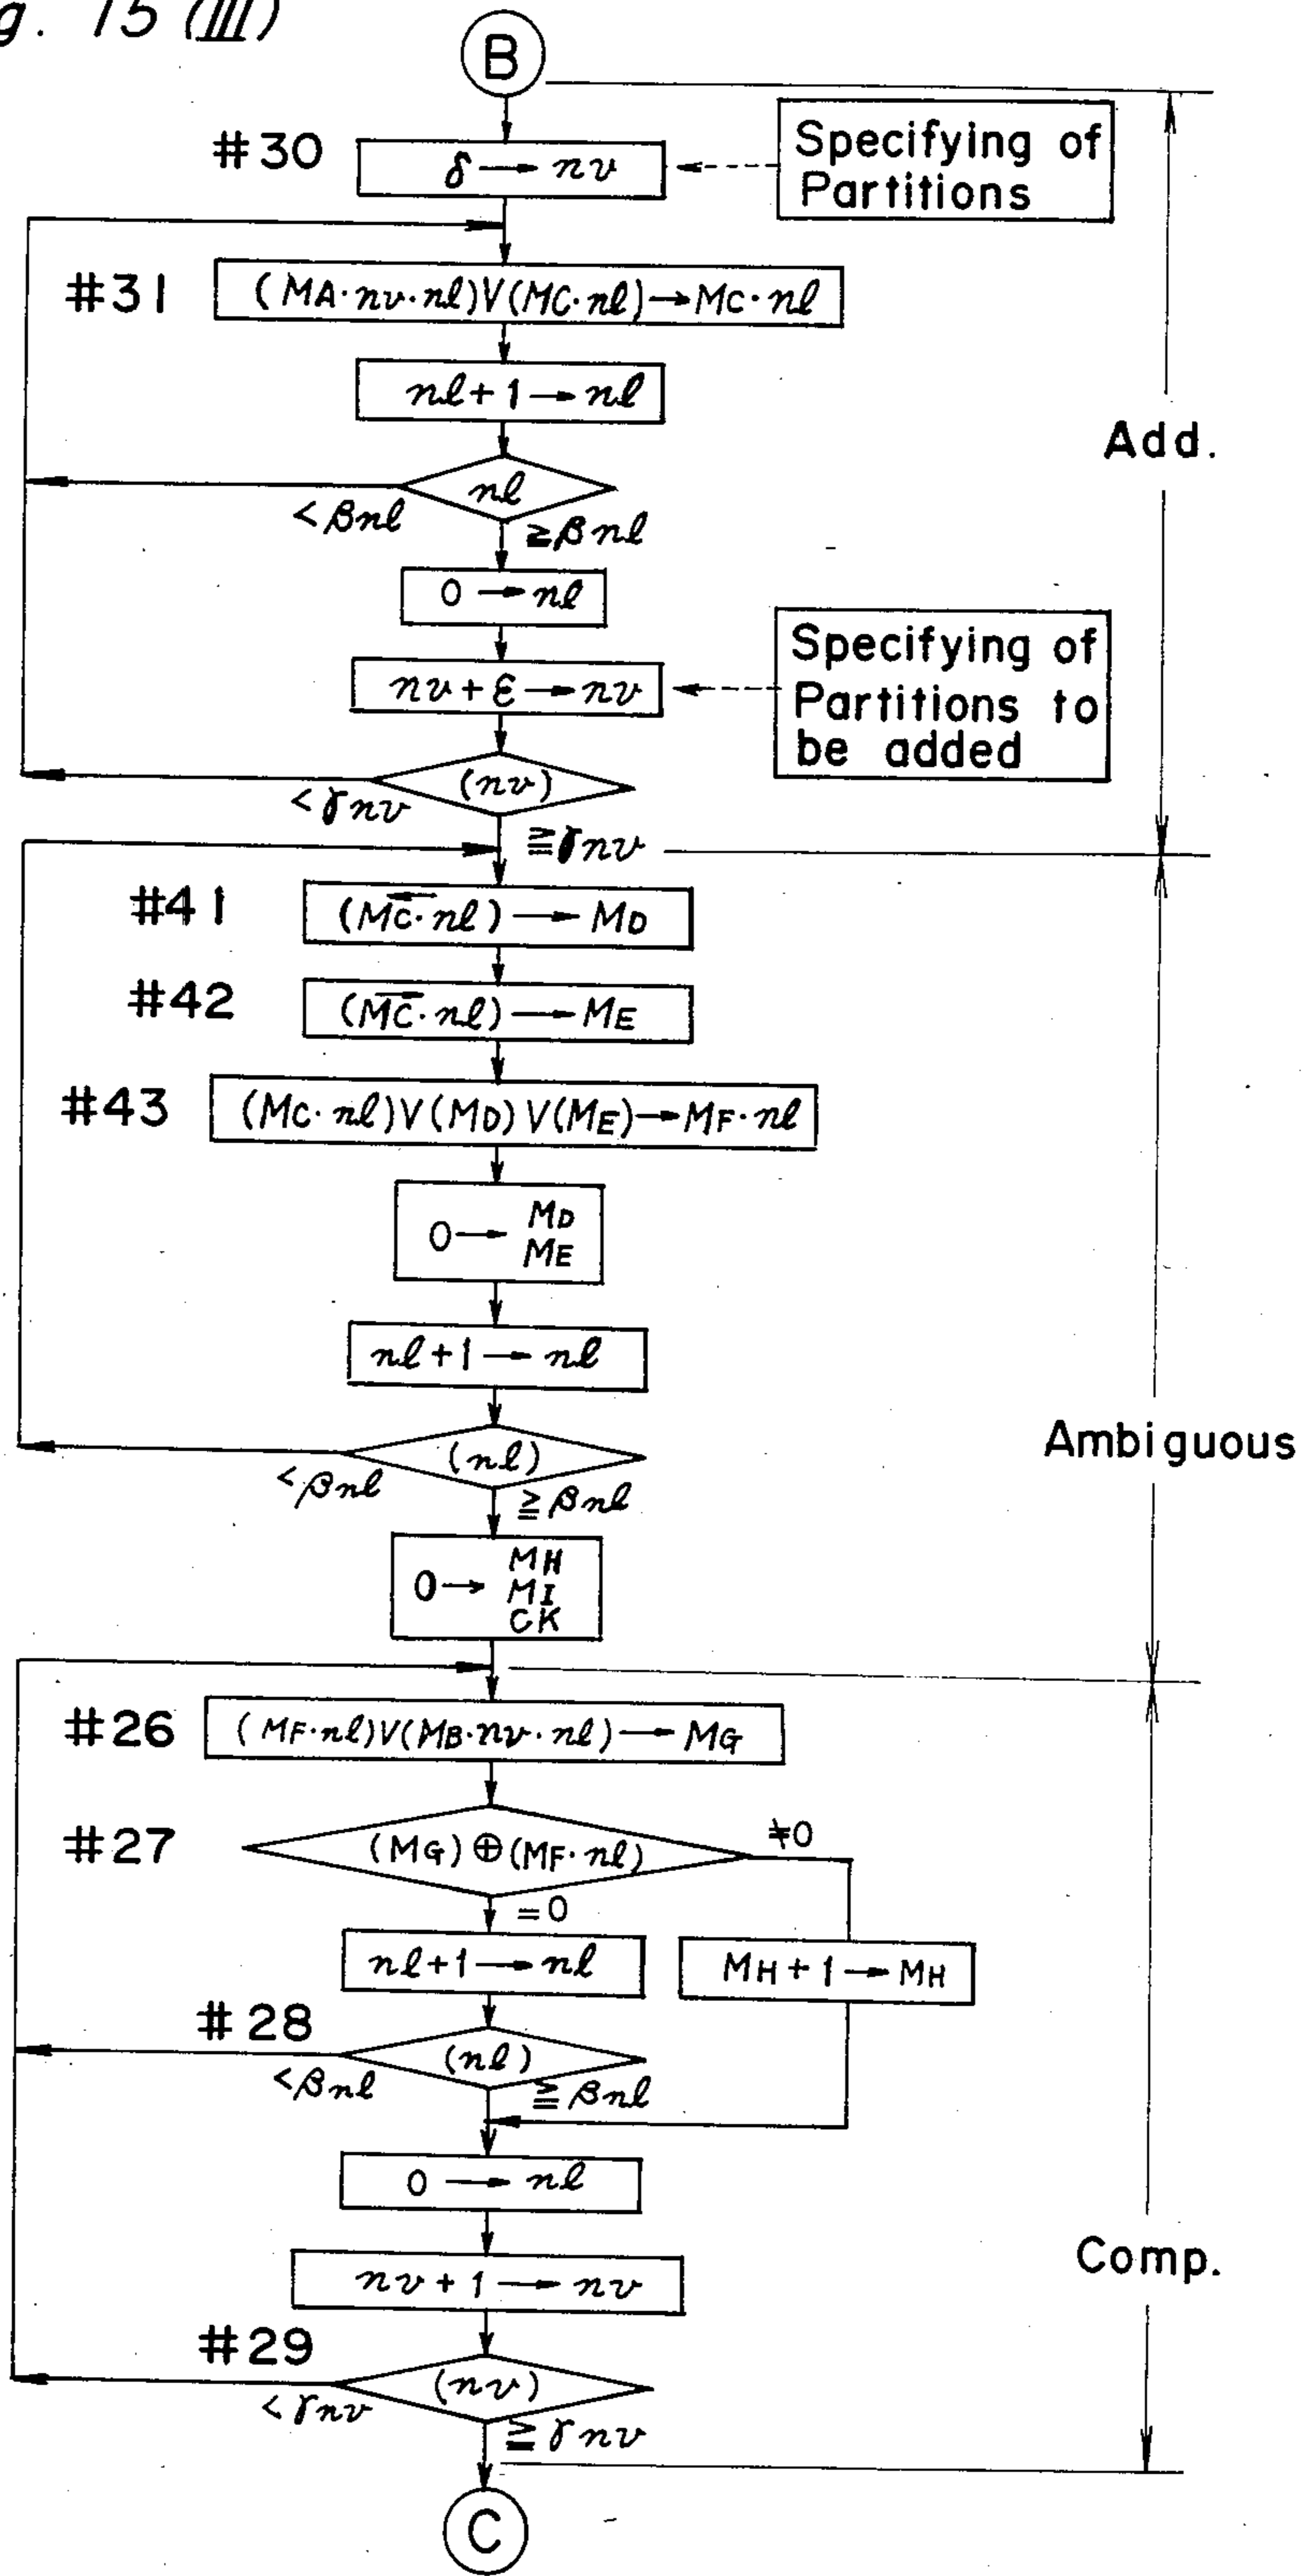 g. 15 (III)
B
#30
δ → nv
Specifying of
Partitions
#31
(MA·nv·nl)V(MC·nl)→MC·nl
nl+1→nl
Add.
nl
<βnl
≧βnl
0→nl
Specifying of
Partitions to
be added
nv+ε→nv
(nv)
<γnv
≧γnv
#41
(M⃖C·nl)→MD
#42
(M⃗C·nl)→ME
#43
(MC·nl)V(MD)V(ME)→MF·nl
0→
MD
ME
nl+1→nl
Ambiguous
(nl)
<βnl
≧βnl
0→
MH
MI
CK
#26
(MF·nl)V(MB·nv·nl)→MG
#27
(MG)⊕(MF·nl)
≠0
=0
nl+1→nl
MH+1→MH
#28
(nl)
<βnl
≧βnl
0→nl
Comp.
nv+1→nv
#29
(nv)
<γnv
≧γnv
C